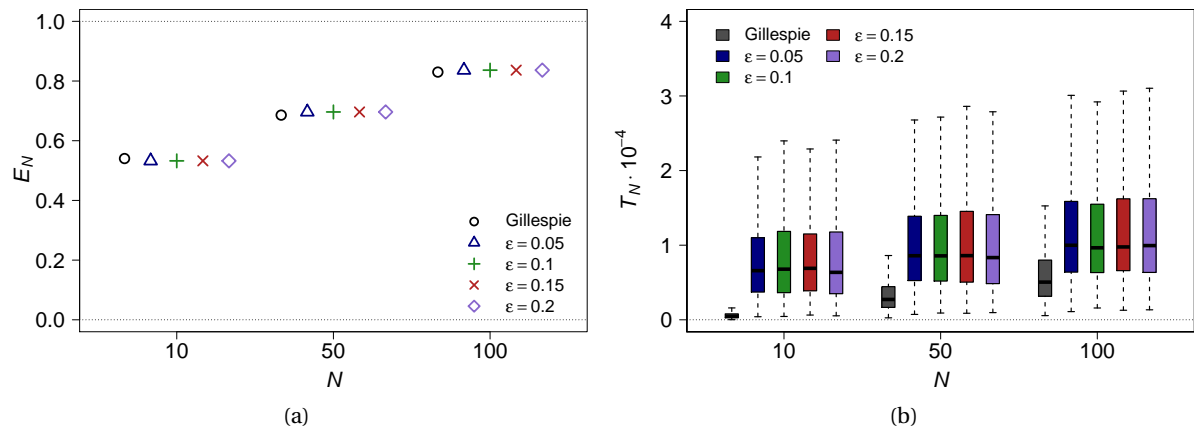 1.0
0.8
0.6
0.4
0.2
0.0
E_N
Gillespie
ε = 0.05
ε = 0.1
ε = 0.15
ε = 0.2
10 50 100
N
(a)
4
3
2
1
0
T_N · 10^{-4}
Gillespie ε = 0.15
ε = 0.05 ε = 0.2
ε = 0.1
10 50 100
N
(b)